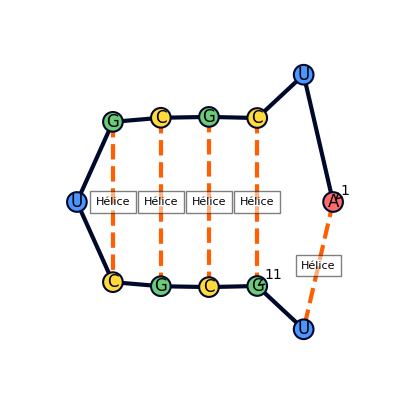 U
G C G C
1
U Hélice Hélice Hélice Hélice A
Hélice
11
C G C G
U